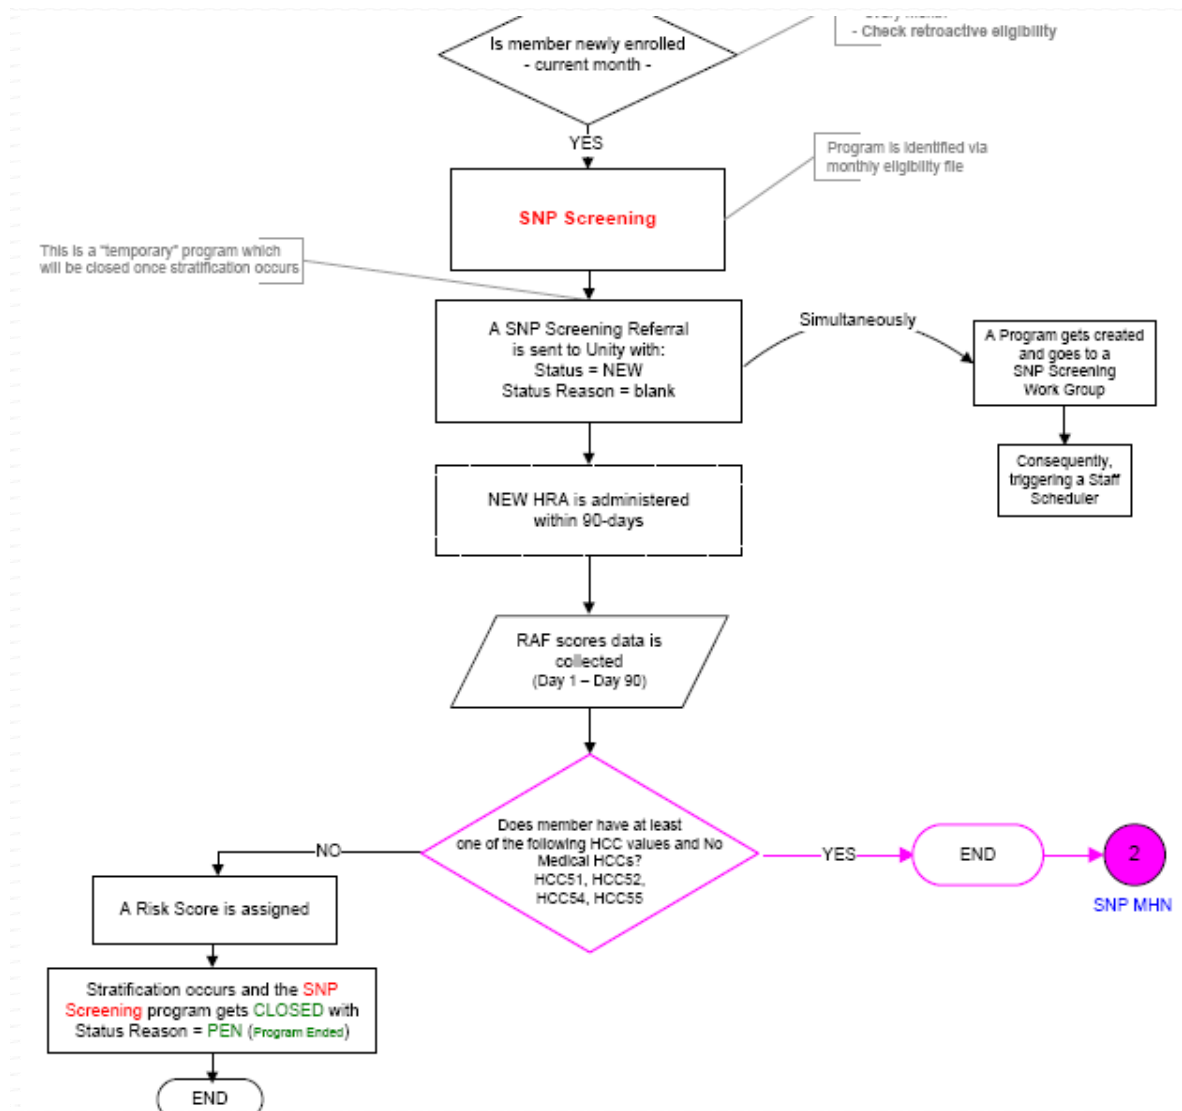 - Check retroactive eligibility
Is member newly enrolled
- current month -
YES
Program is identified via
monthly eligibility file
SNP Screening
This is a "temporary" program which
will be closed once stratification occurs
A SNP Screening Referral
is sent to Unity with:
Status = NEW
Status Reason = blank
Simultaneously
A Program gets created
and goes to a
SNP Screening
Work Group
Consequently,
triggering a Staff
Scheduler
NEW HRA is administered
within 90-days
RAF scores data is
collected
(Day 1 – Day 90)
Does member have at least
one of the following HCC values and No
Medical HCCs?
HCC51, HCC52,
HCC54, HCC55
NO
YES
END
2
SNP MHN
A Risk Score is assigned
Stratification occurs and the SNP
Screening program gets CLOSED with
Status Reason = PEN (Program Ended)
END